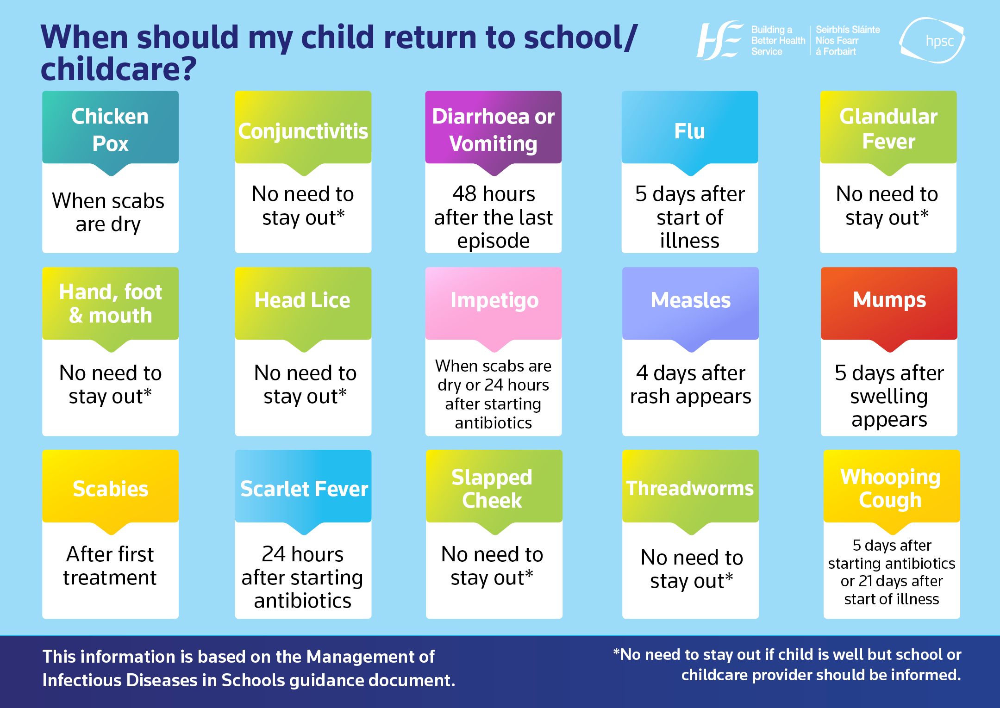 When should my child return to school/
childcare?
Building a
Better Health
Service
Seirbhís Sláinte
Níos Fearr
á Forbairt
hpsc
Chicken
Pox
When scabs
are dry
Conjunctivitis
No need to
stay out*
Diarrhoea or
Vomiting
48 hours
after the last
episode
Flu
5 days after
start of
illness
Glandular
Fever
No need to
stay out*
Hand, foot
& mouth
No need to
stay out*
Head Lice
No need to
stay out*
Impetigo
When scabs are
dry or 24 hours
after starting
antibiotics
Measles
4 days after
rash appears
Mumps
5 days after
swelling
appears
Scabies
After first
treatment
Scarlet Fever
24 hours
after starting
antibiotics
Slapped
Cheek
No need to
stay out*
Threadworms
No need to
stay out*
Whooping
Cough
5 days after
starting antibiotics
or 21 days after
start of illness
This information is based on the Management of
Infectious Diseases in Schools guidance document.
*No need to stay out if child is well but school or
childcare provider should be informed.